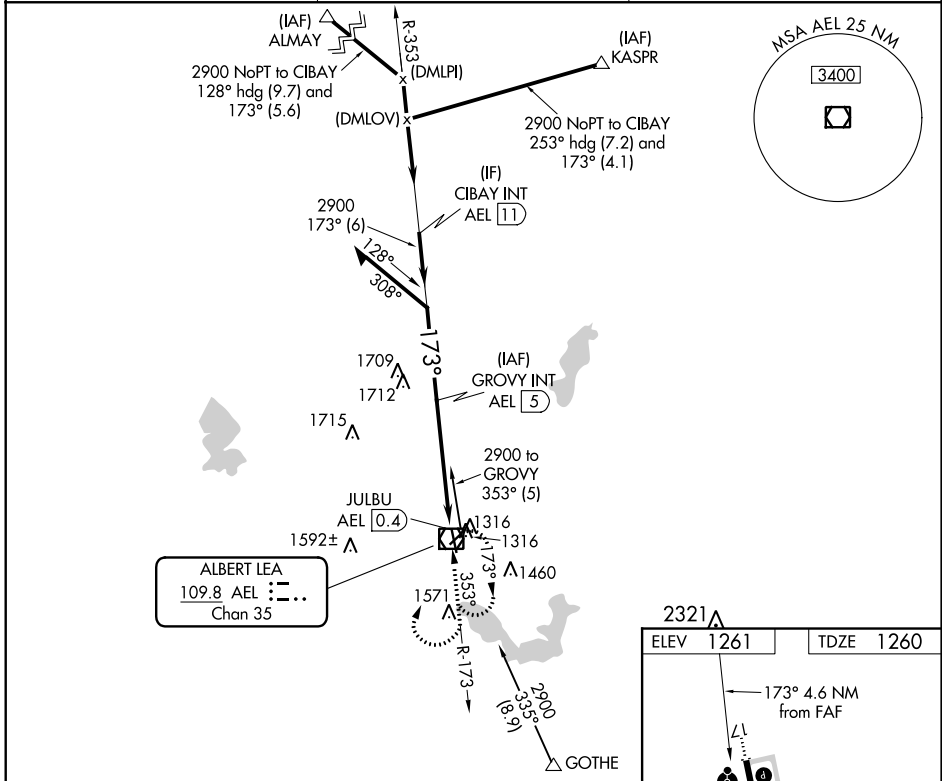 (IAF)
ALMAY
R-353
(DMLPI)
(IAF)
KASPR
MSA AEL 25 NM
3400
2900 NoPT to CIBAY
128° hdg (9.7) and
173° (5.6)
(DMLOV)
2900 NoPT to CIBAY
253° hdg (7.2) and
173° (4.1)
(IF)
CIBAY INT
AEL 11
2900
173° (6)
128°
308°
173°
1709
1712
(IAF)
GROVY INT
AEL 5
1715
2900 to
GROVY
353° (5)
JULBU
AEL 0.4
1316
1316
1592±
173°
1460
ALBERT LEA
109.8 AEL
Chan 35
1571
353°
R-173
2900
335°
(8.9)
GOTHE
2321
ELEV 1261
TDZE 1260
173° 4.6 NM
from FAF
17
P